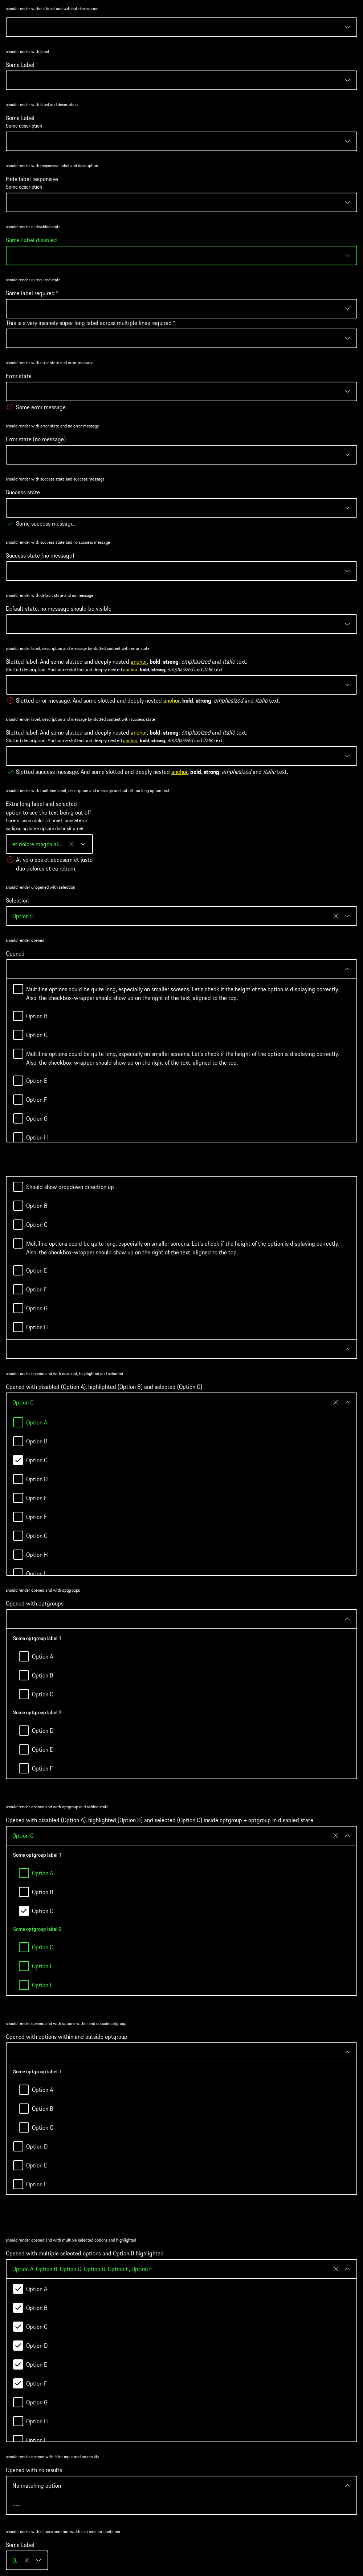 should render without label and without description
should render with label
Some Label
should render with label and description
Some Label
Some description
should render with responsive label and description
Hide label responsive
Some description
should render in disabled state
Some Label disabled
should render in required state
Some label required *
This is a very insanely super long label across multiple lines required *
should render with error state and error message
Error state
Some error message.
should render with error state and no error message
Error state (no message)
should render with success state and success message
Success state
Some success message.
should render with success state and no success message
Success state (no message)
should render with default state and no message
Default state, no message should be visible
should render label, description and message by slotted content with error state
Slotted label. And some slotted and deeply nested anchor, bold, strong, emphasized and italic text.
Slotted description. And some slotted and deeply nested anchor, bold, strong, emphasized and italic text.
Slotted error message. And some slotted and deeply nested anchor, bold, strong, emphasized and italic text.
should render label, description and message by slotted content with success state
Slotted label. And some slotted and deeply nested anchor, bold, strong, emphasized and italic text.
Slotted description. And some slotted and deeply nested anchor, bold, strong, emphasized and italic text.
Slotted success message. And some slotted and deeply nested anchor, bold, strong, emphasized and italic text.
should render with multiline label, description and message and cut off too long option text
Extra long label and selected
option to see the text being cut off
Lorem ipsum dolor sit amet, consetetur
sadipscing lorem ipsum dolor sit amet
et dolore magna al...
At vero eos et accusam et justo
duo dolores et ea rebum.
should render unopened with selection
Selection
Option C
should render opened
Opened
Multiline options could be quite long, especially on smaller screens. Let's check if the height of the option is displaying correctly.
Also, the checkbox-wrapper should show up on the right of the text, aligned to the top.
Option B
Option C
Multiline options could be quite long, especially on smaller screens. Let's check if the height of the option is displaying correctly.
Also, the checkbox-wrapper should show up on the right of the text, aligned to the top.
Option E
Option F
Option G
Option H
Should show dropdown direction up
Option B
Option C
Multiline options could be quite long, especially on smaller screens. Let's check if the height of the option is displaying correctly.
Also, the checkbox-wrapper should show up on the right of the text, aligned to the top.
Option E
Option F
Option G
Option H
should render opened and with disabled, highlighted and selected
Opened with disabled (Option A), highlighted (Option B) and selected (Option C)
Option C
Option A
Option B
Option C
Option D
Option E
Option F
Option G
Option H
Option I
should render opened and with optgroups
Opened with optgroups
Some optgroup label 1
Option A
Option B
Option C
Some optgroup label 2
Option D
Option E
Option F
should render opened and with optgroup in disabled state
Opened with disabled (Option A), highlighted (Option B) and selected (Option C) inside optgroup + optgroup in disabled state
Option C
Some optgroup label 1
Option A
Option B
Option C
Some optgroup label 2
Option D
Option E
Option F
should render opened and with options within and outside optgroup
Opened with options within and outside optgroup
Some optgroup label 1
Option A
Option B
Option C
Option D
Option E
Option F
should render opened and with multiple selected options and highlighted
Opened with multiple selected options and Option B highlighted
Option A, Option B, Option C, Option D, Option E, Option F
Option A
Option B
Option C
Option D
Option E
Option F
Option G
Option H
Option I
should render opened with filter input and no results
Opened with no results
No matching option
---
should render with ellipsis and min-width in a smaller container
Some Label
O...